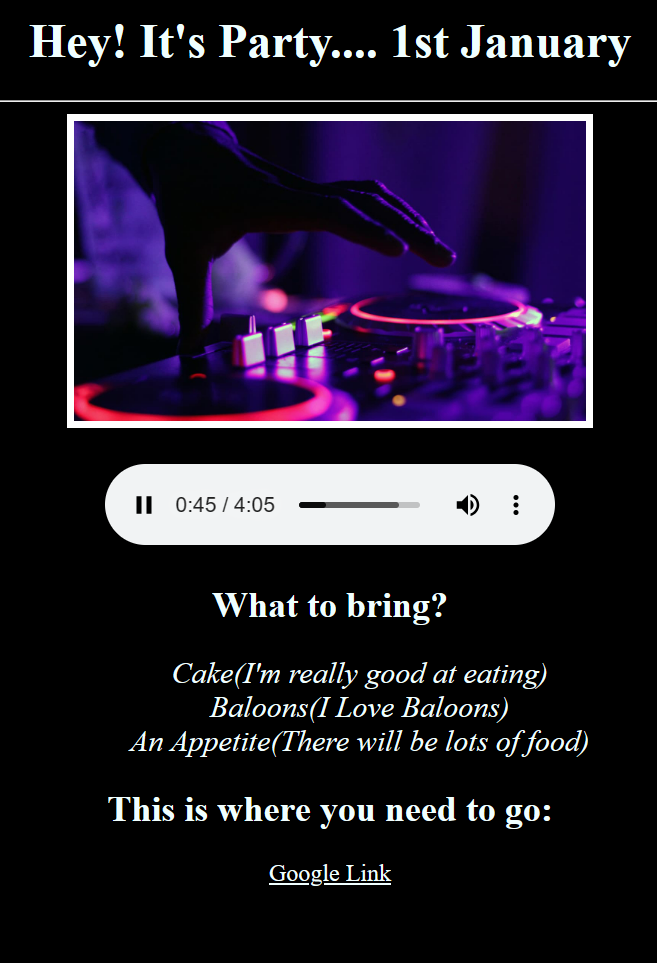 Hey! It's Party.... 1st January
0:45 / 4:05
What to bring?
Cake(I'm really good at eating)
Baloons(I Love Baloons)
An Appetite(There will be lots of food)
This is where you need to go:
Google Link